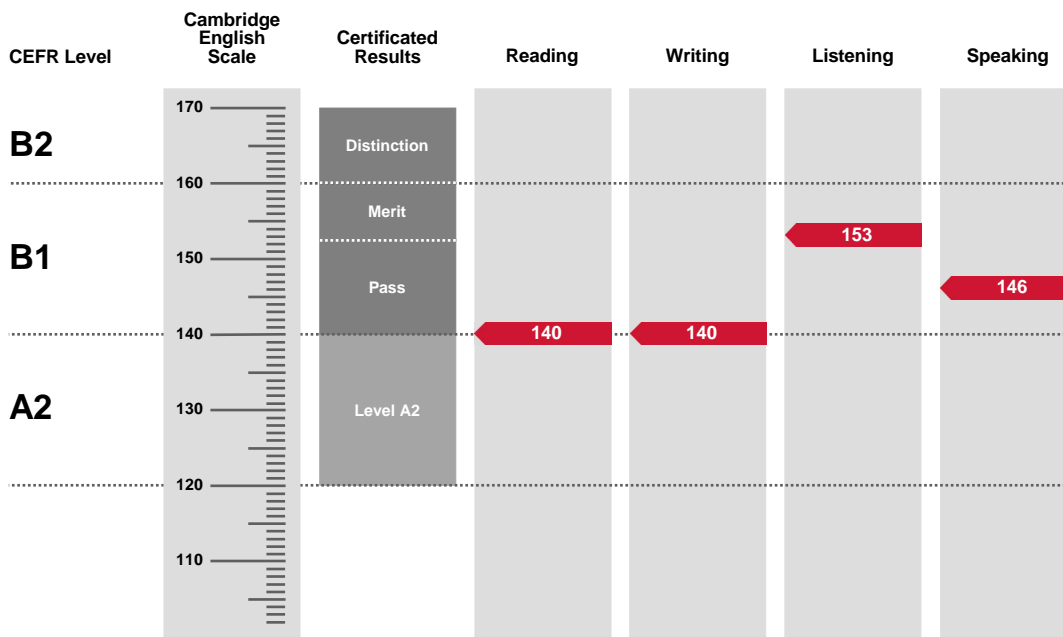 CEFR Level
Cambridge
English
Scale
Certificated
Results
Reading
Writing
Listening
Speaking
170
B2
Distinction
160
Merit
153
B1
150
Pass
146
140
140
140
A2
130
Level A2
120
110